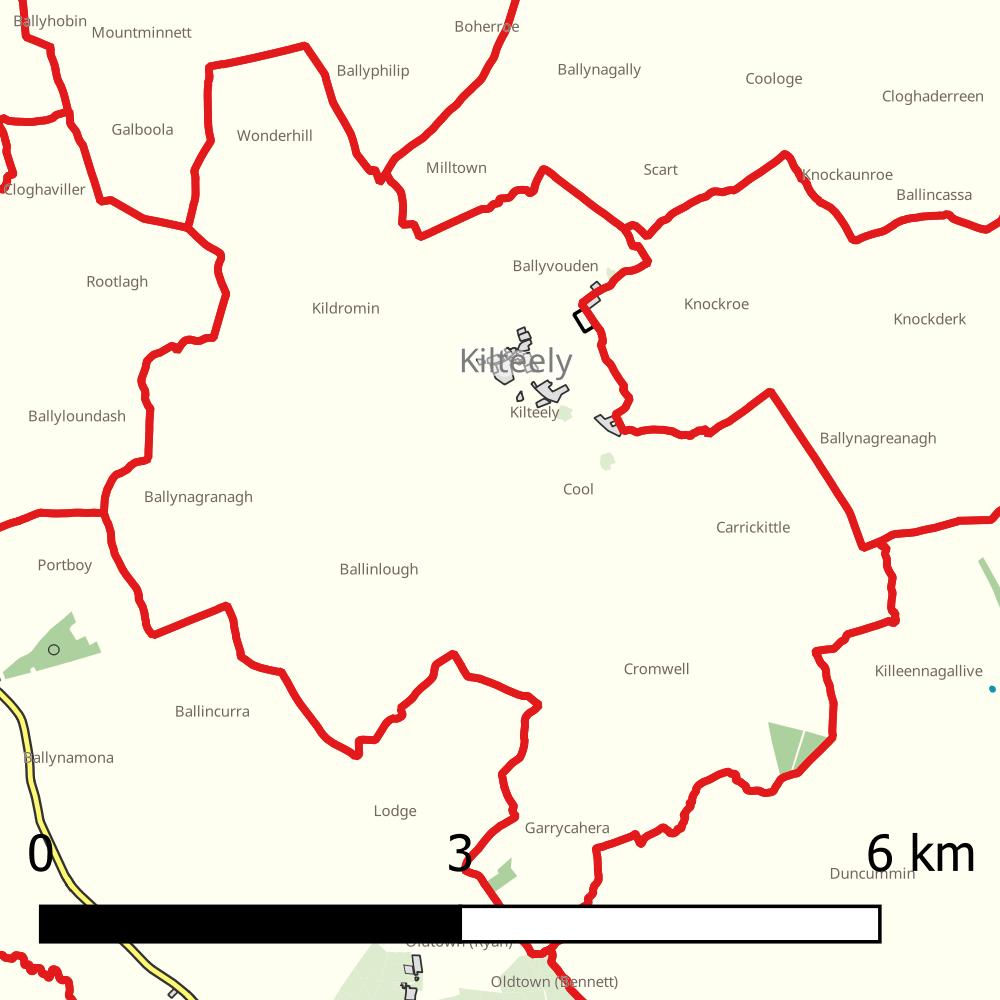 Ballyhobin
Boherroe
Mountminnett
Ballyphilip
Ballynagally
Coologe
Cloghaderreen
Galboola
Wonderhill
Milltown
Scart
Knockaunroe
Cloghaviller
Ballincassa
Ballyvouden
Rootlagh
Kildromin
Knockroe
Knockderk
Kilteely
Ballyloundash
Kilteely
Ballynagreanagh
Cool
Ballynagranagh
Carrickittle
Portboy
Ballinlough
Cromwell
Killeennagallive
Ballincurra
Ballynamona
Lodge
Garrycahera
0 3 6 km
Duncummin
Oldtown (Ryan)
Oldtown (Bennett)